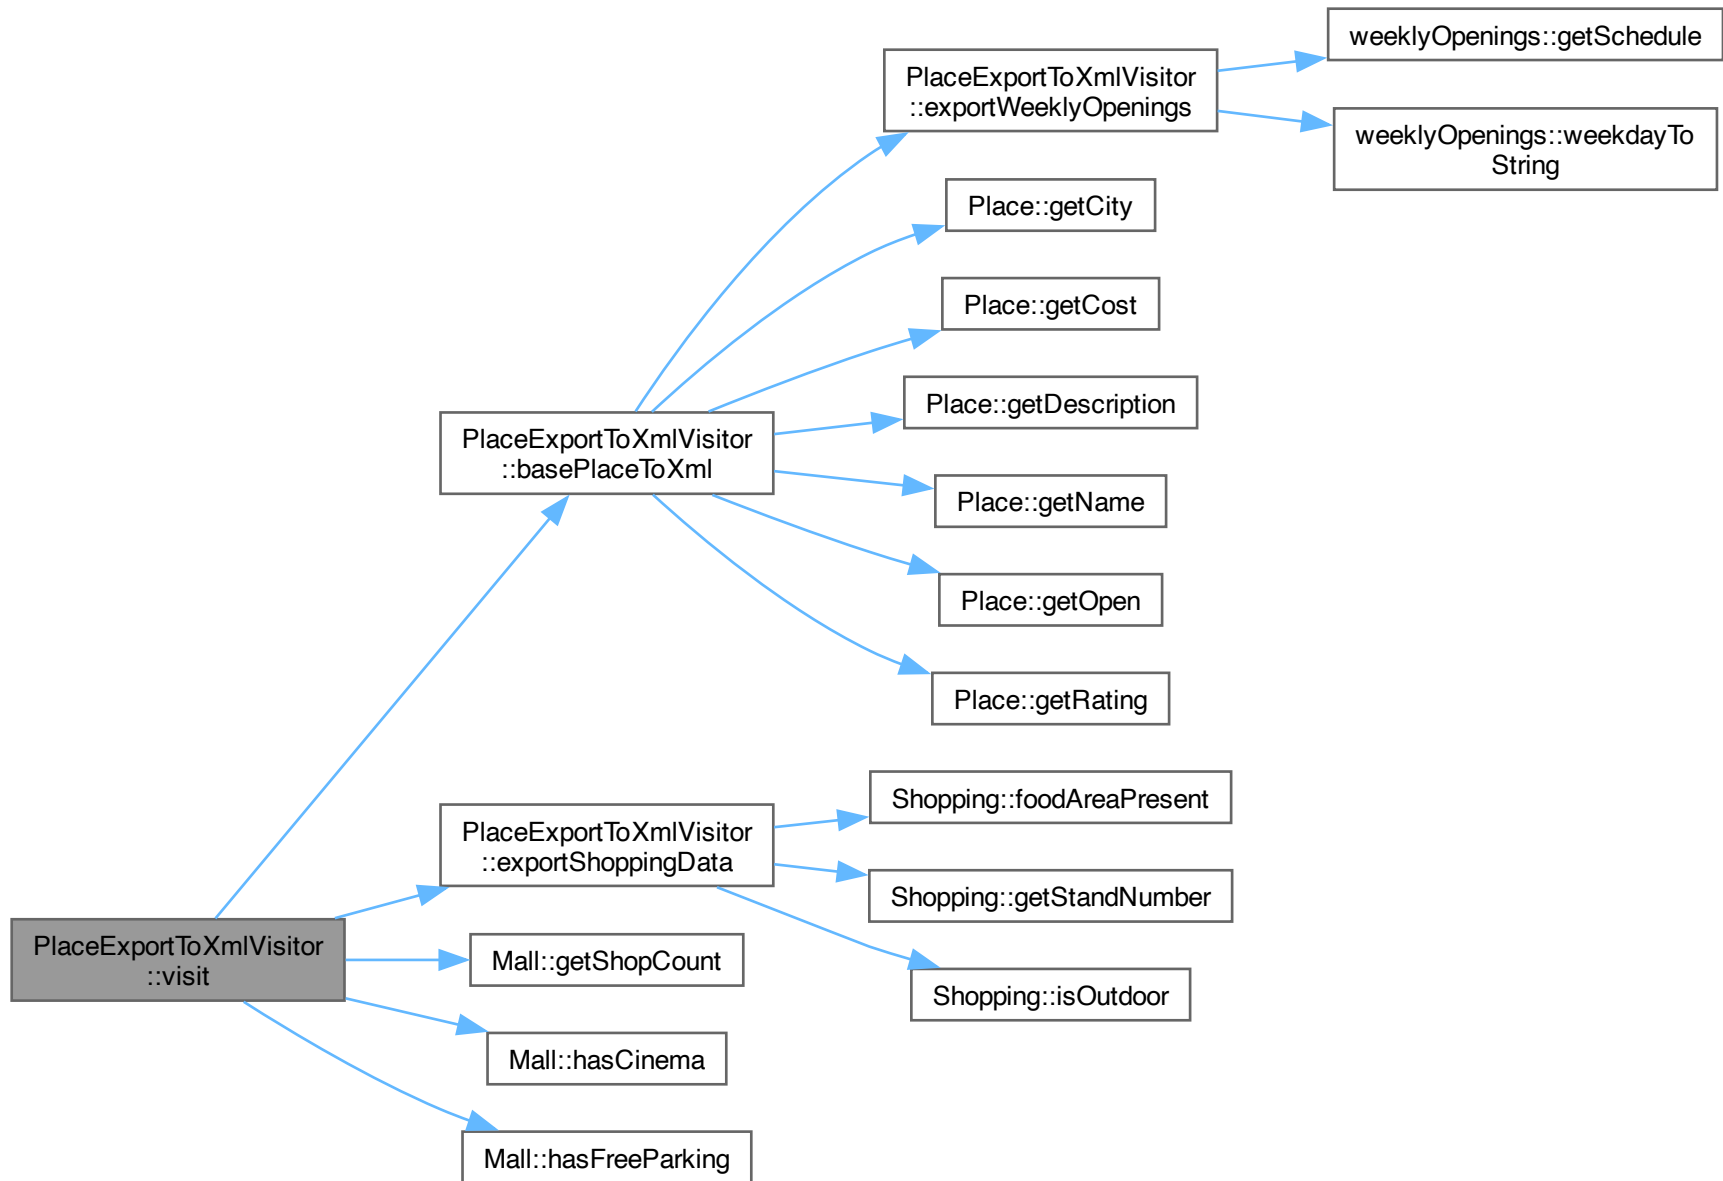 weeklyOpenings::getSchedule
PlaceExportToXmlVisitor
::exportWeeklyOpenings
weeklyOpenings::weekdayTo
String
Place::getCity
Place::getCost
Place::getDescription
PlaceExportToXmlVisitor
::basePlaceToXml
Place::getName
Place::getOpen
Place::getRating
Shopping::foodAreaPresent
PlaceExportToXmlVisitor
::exportShoppingData
Shopping::getStandNumber
PlaceExportToXmlVisitor
::visit
Mall::getShopCount
Shopping::isOutdoor
Mall::hasCinema
Mall::hasFreeParking